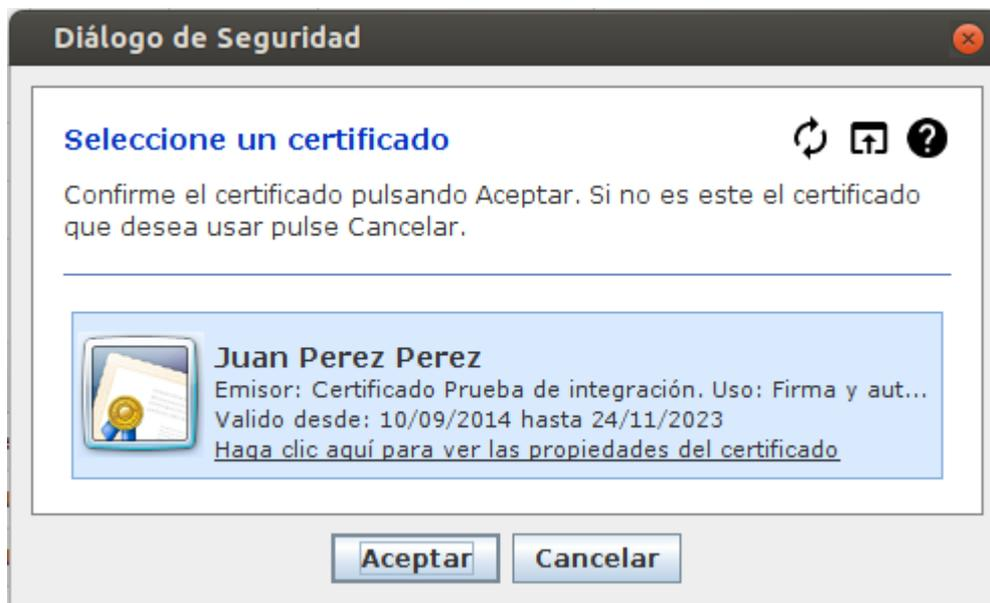 Diálogo de Seguridad
Seleccione un certificado
Confirme el certificado pulsando Aceptar. Si no es este el certificado
que desea usar pulse Cancelar.
Juan Perez Perez
Emisor: Certificado Prueba de integración. Uso: Firma y aut...
Valido desde: 10/09/2014 hasta 24/11/2023
Haga clic aquí para ver las propiedades del certificado
Aceptar
Cancelar